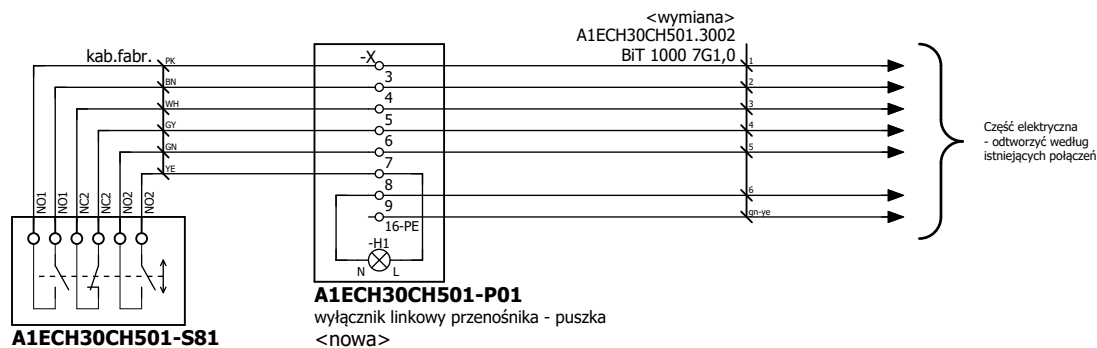 <wymiana>
A1ECH30CH501.3002
BiT 1000 7G1,0
kab.fabr.
PK
BN
WH
GY
GN
YE
-X
3
4
5
6
7
8
9
16-PE
-H1
N
L
1
2
3
4
5
6
gn-ye
Część elektryczna
- odtworzyć według
istniejących połączeń
NO1
NO1
NC2
NC2
NO2
NO2
A1ECH30CH501-P01
wyłącznik linkowy przenośnika - puszka
<nowa>
A1ECH30CH501-S81